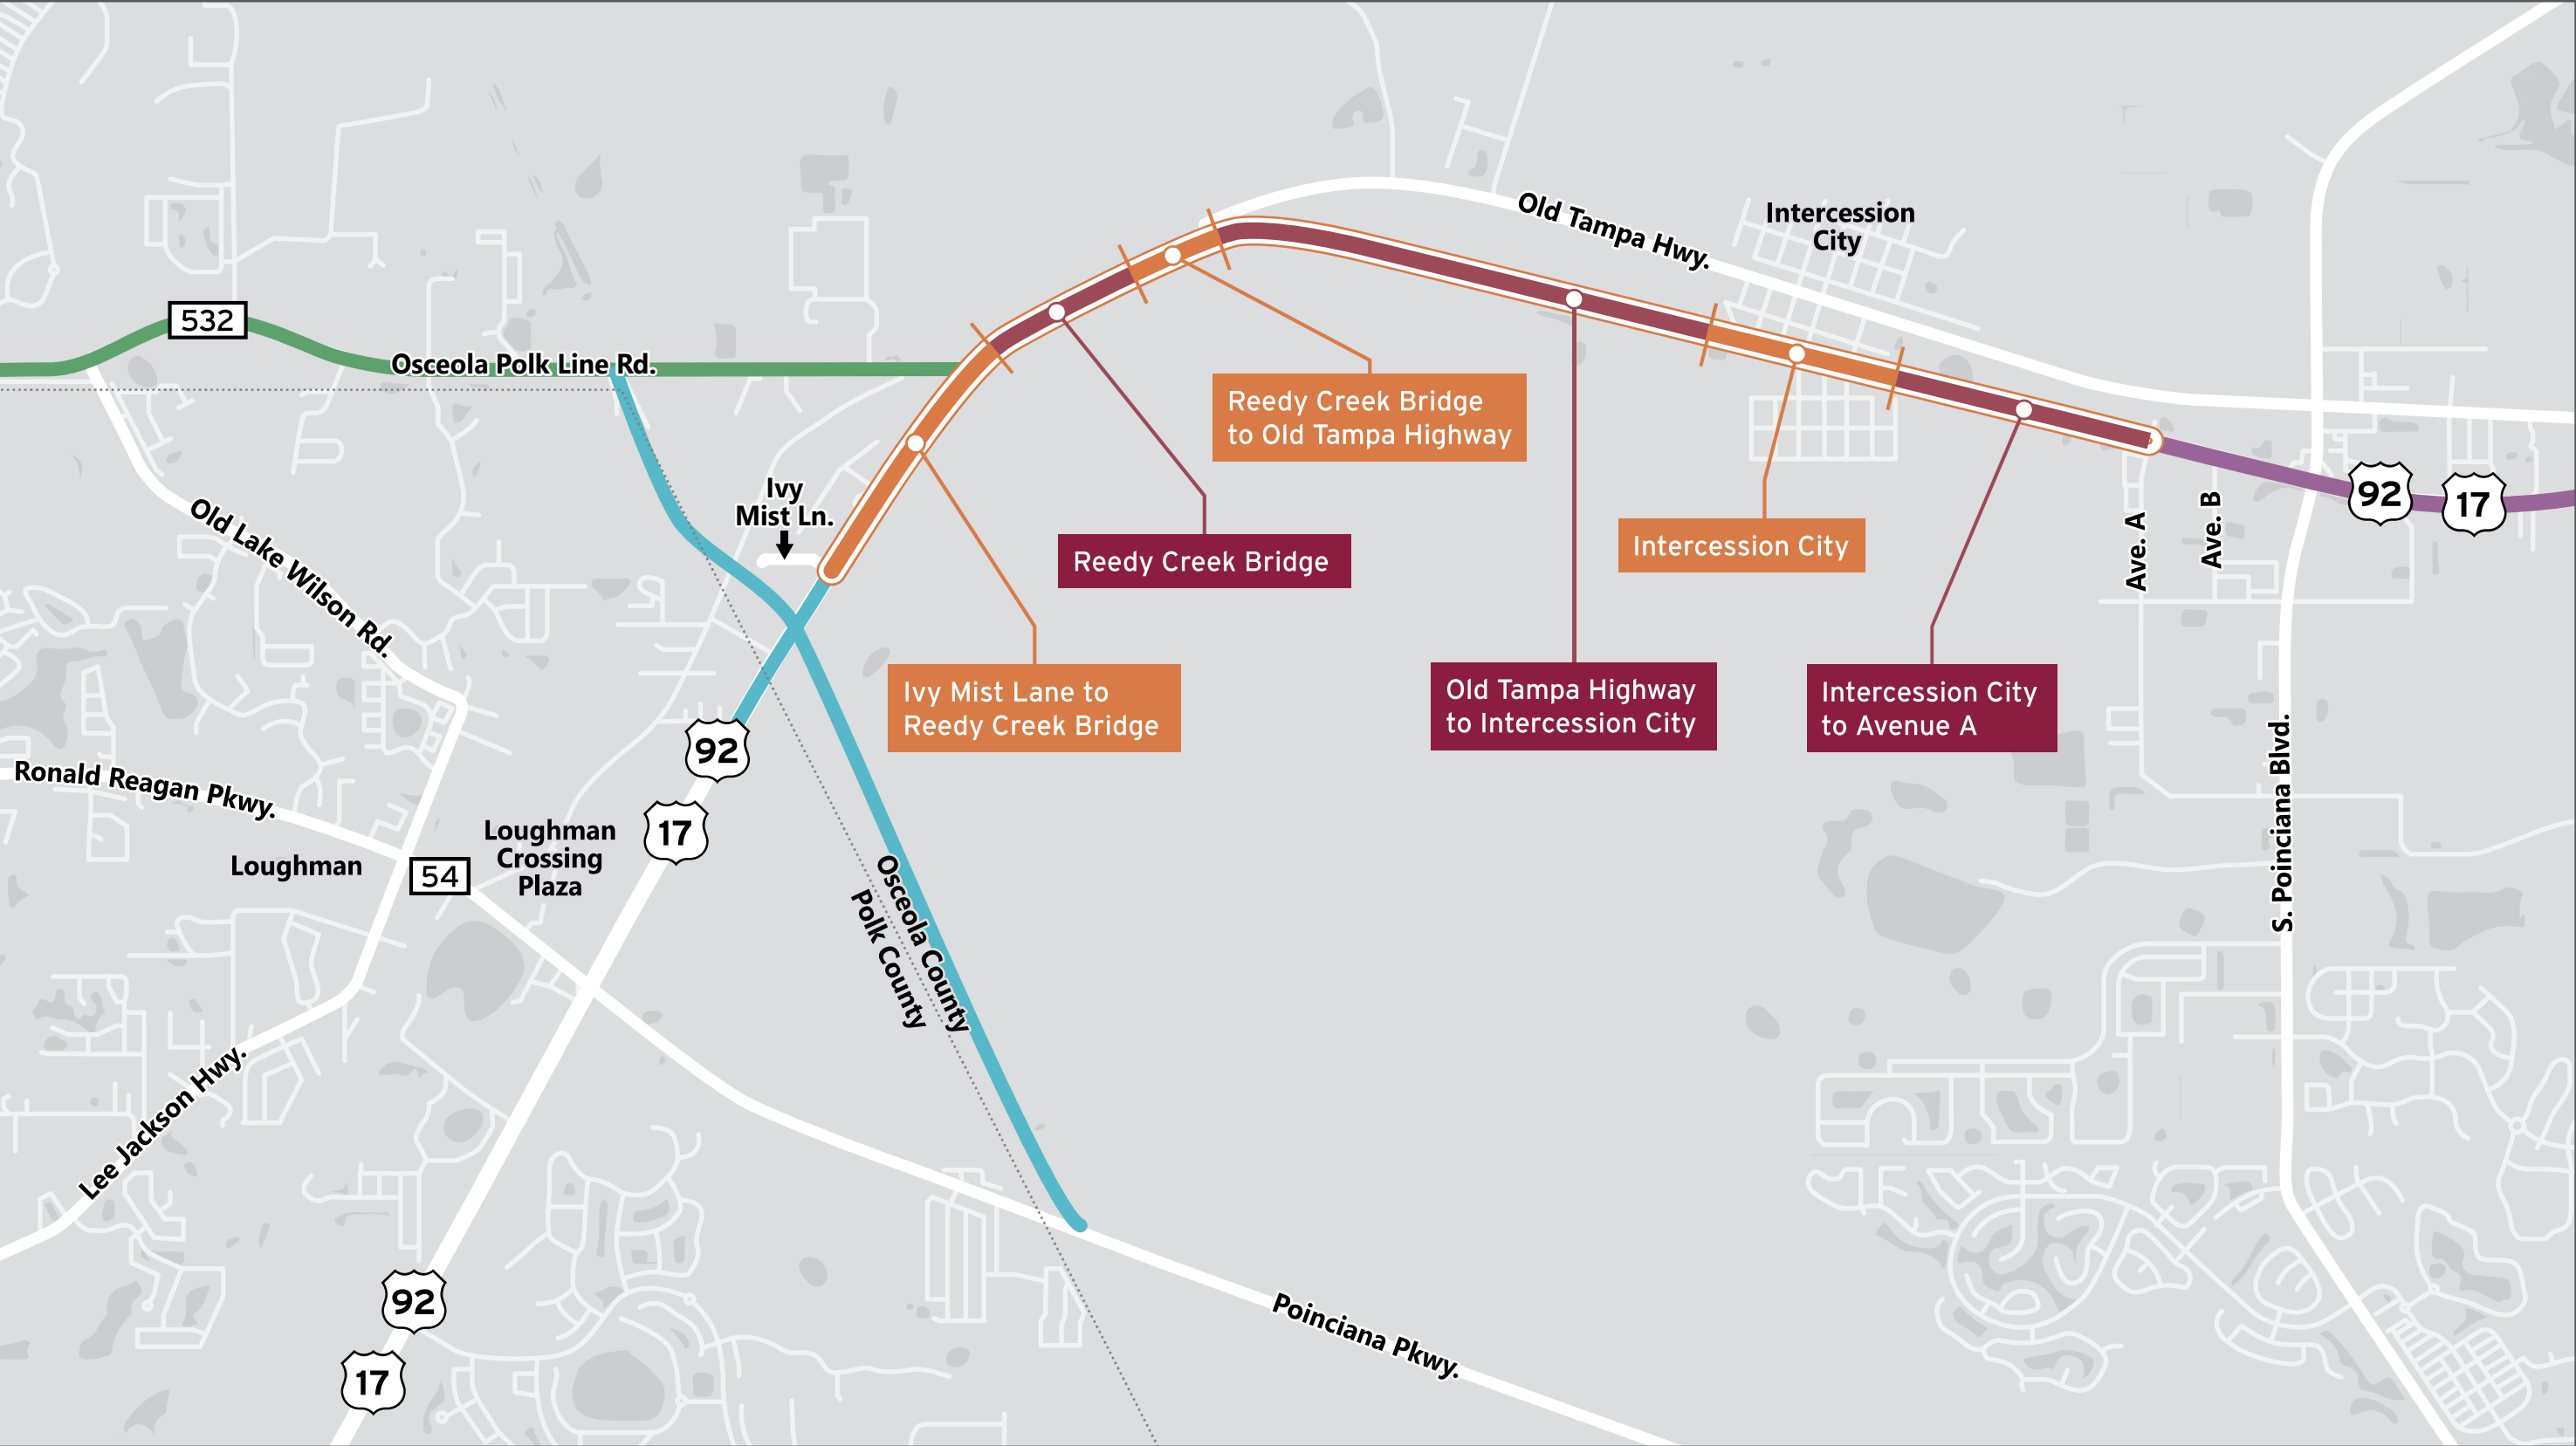 Old Tampa Hwy.
Intercession
City
532
Osceola Polk Line Rd.
Reedy Creek Bridge
to Old Tampa Highway
92
17
Ivy
Mist Ln.
Old Lake Wilson Rd.
Reedy Creek Bridge
Intercession City
Ave. A
Ave. B
Ivy Mist Lane to
Reedy Creek Bridge
Old Tampa Highway
to Intercession City
Intercession City
to Avenue A
92
17
Ronald Reagan Pkwy.
Loughman
54
Loughman
Crossing
Plaza
Osceola County
Polk County
S. Poinciana Blvd.
Lee Jackson Hwy.
92
17
Poinciana Pkwy.